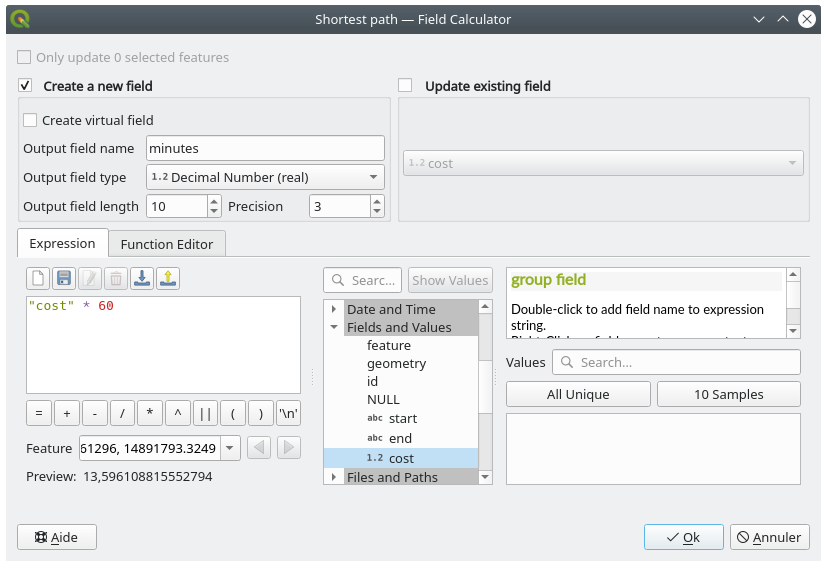 Shortest path — Field Calculator
Only update 0 selected features
Create a new field
Update existing field
Create virtual field
Output field name minutes
1.2 cost
Output field type 1.2 Decimal Number (real)
Output field length 10 Precision 3
Expression Function Editor
Searc... Show Values
group field
"cost" * 60
Date and Time
Fields and Values
Double-click to add field name to expression
string.
feature
geometry
id
NULL
abc start
abc end
1.2 cost
Files and Paths
Values Search...
All Unique 10 Samples
= + - / * ^ || ( ) '\n'
Feature 61296, 14891793.3249
Preview: 13,596108815552794
Aide Ok Annuler